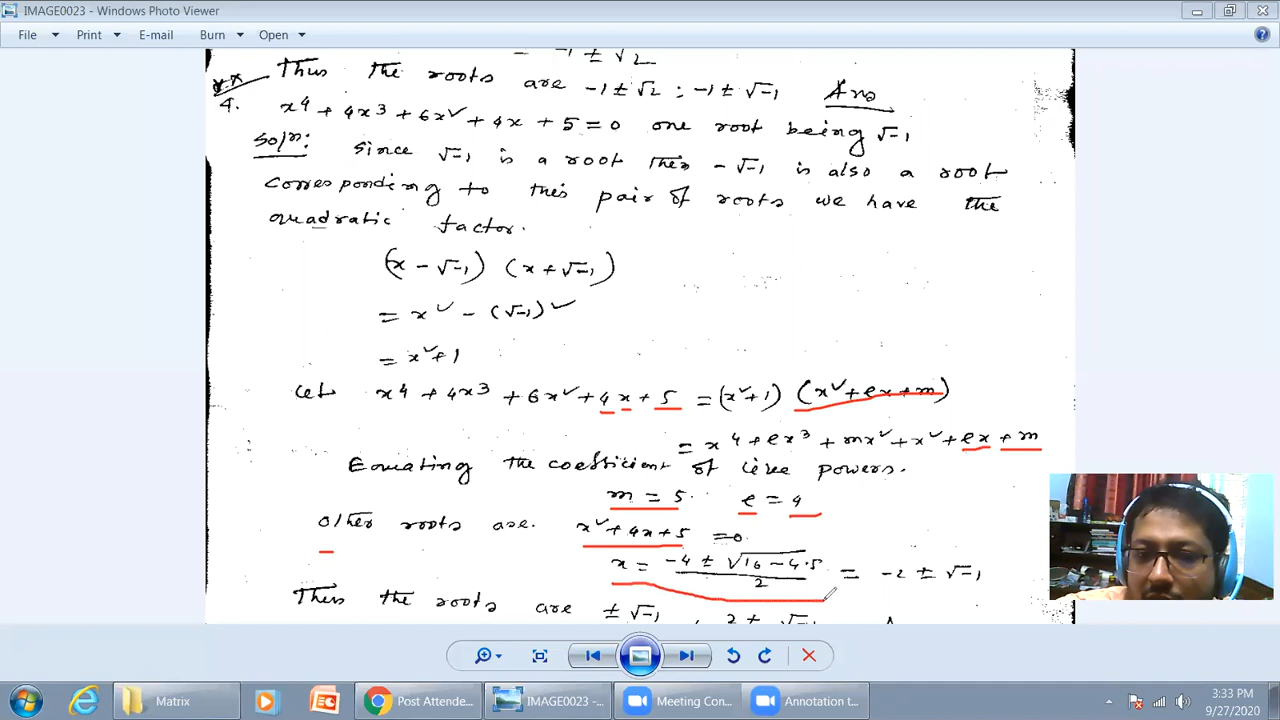 IMAGE0023 - Windows Photo Viewer
File Print E-mail Burn Open
= -1 ± √2
Thus the roots are -1 ± √2 ; -1 ± √-1 Ans
4. x⁴ + 4x³ + 6x² + 4x + 5 = 0 one root being √-1
Soln: Since √-1 is a root then - √-1 is also a root
corresponding to this pair of roots we have the
quadratic factor.
(x - √-1) (x + √-1)
= x² - (√-1)²
= x² + 1
Let x⁴ + 4x³ + 6x² + 4x + 5 = (x² + 1) (x² + ex + m)
= x⁴ + ex³ + mx² + x² + ex + m
Equating the coefficient of like powers.
m = 5. e = 4
other roots are. x² + 4x + 5 = 0
x = -4 ± √16 - 4.5 / 2 = -2 ± √-1
Thus the roots are ± √-1
Matrix
Post Attende...
IMAGE0023 -...
Meeting Con...
Annotation t...
3:33 PM
9/27/2020